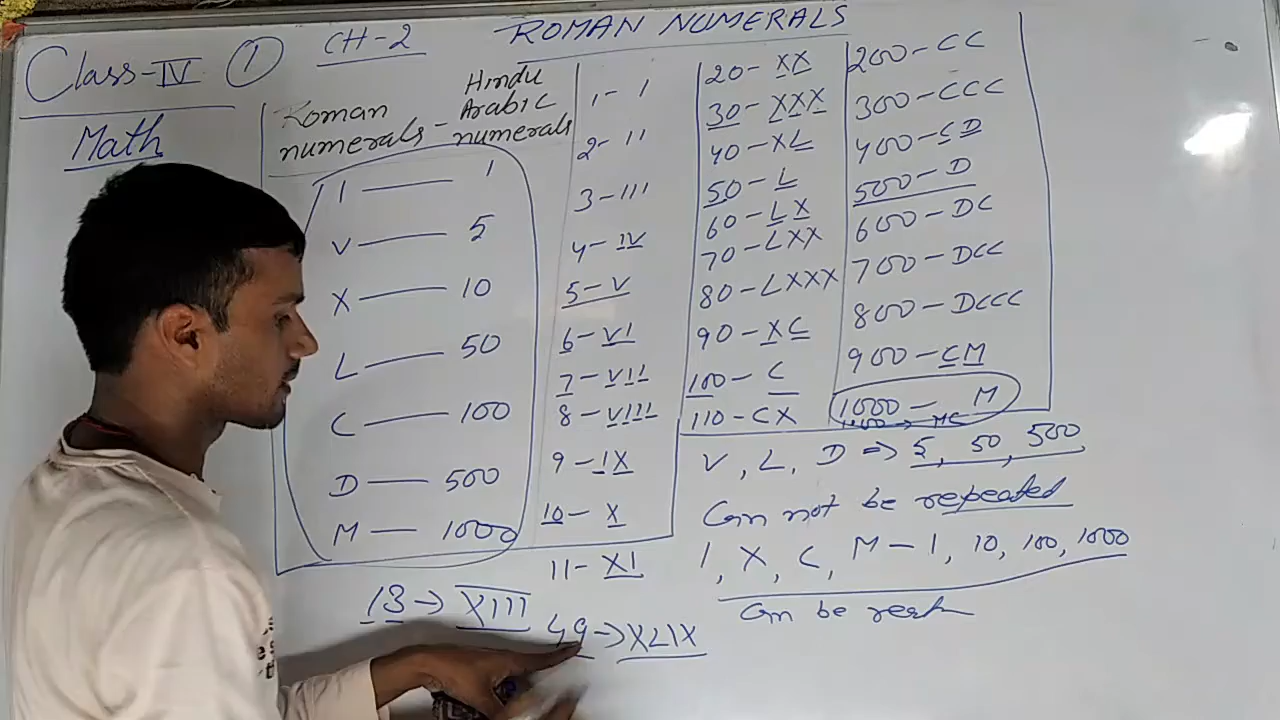 Class-IV ① CH-2 ROMAN NUMERALS
Math
Roman numerals - Hindu Arabic numerals
I — 1
V — 5
X — 10
L — 50
C — 100
D — 500
M — 1000
1 - I
2 - II
3 - III
4 - IV
5 - V
6 - VI
7 - VII
8 - VIII
9 - IX
10 - X
11 - XI
20 - XX
30 - XXX
40 - XL
50 - L
60 - LX
70 - LXX
80 - LXXX
90 - XC
100 - C
110 - CX
200 - CC
300 - CCC
400 - CD
500 - D
600 - DC
700 - DCC
800 - DCCC
900 - CM
1000 - M
1100 → MC
V, L, D ⇒ 5, 50, 500
Can not be repeated
I, X, C, M - 1, 10, 100, 1000
Can be
13 → XIII
49 → XLIX